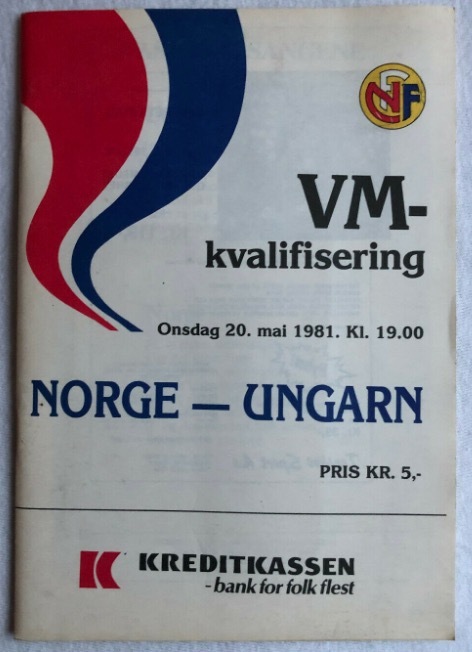 NFF
VM-
kvalifisering
Onsdag 20. mai 1981. Kl. 19.00
NORGE — UNGARN
PRIS KR. 5,-
K KREDITKASSEN
- bank for folk flest